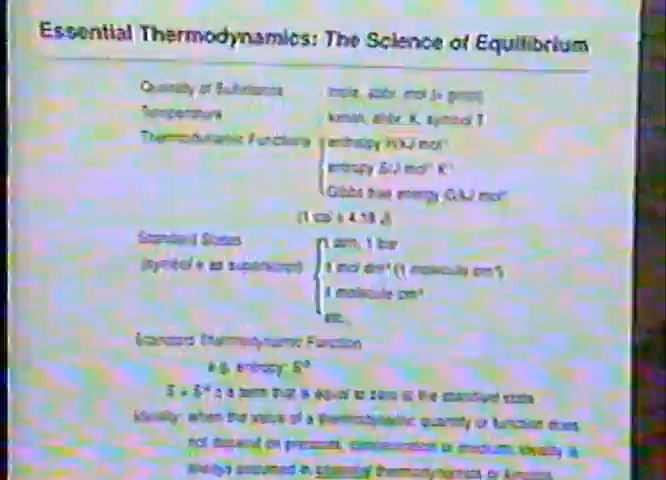 Essential Thermodynamics: The Science of Equilibrium
Quantity of Substance mole, abbr. mol (= gmol)
Temperature kelvin, abbr. K, symbol T
Thermodynamic Functions enthalpy H/kJ mol⁻¹
entropy S/J mol⁻¹ K⁻¹
Gibbs free energy G/kJ mol⁻¹
(1 cal = 4.18 J)
Standard States 1 atm, 1 bar
(symbol as superscript) 1 mol dm⁻³ (1 molecule cm⁻³)
1 molecule cm⁻³
etc.
Standard Thermodynamic Function
e.g. entropy:
a term that is equal to zero at the standard state
Ideality: when the value of a thermodynamic quantity or function does
not depend on pressure, concentration or medium; ideality is
always assumed in thermodynamics or kinetics